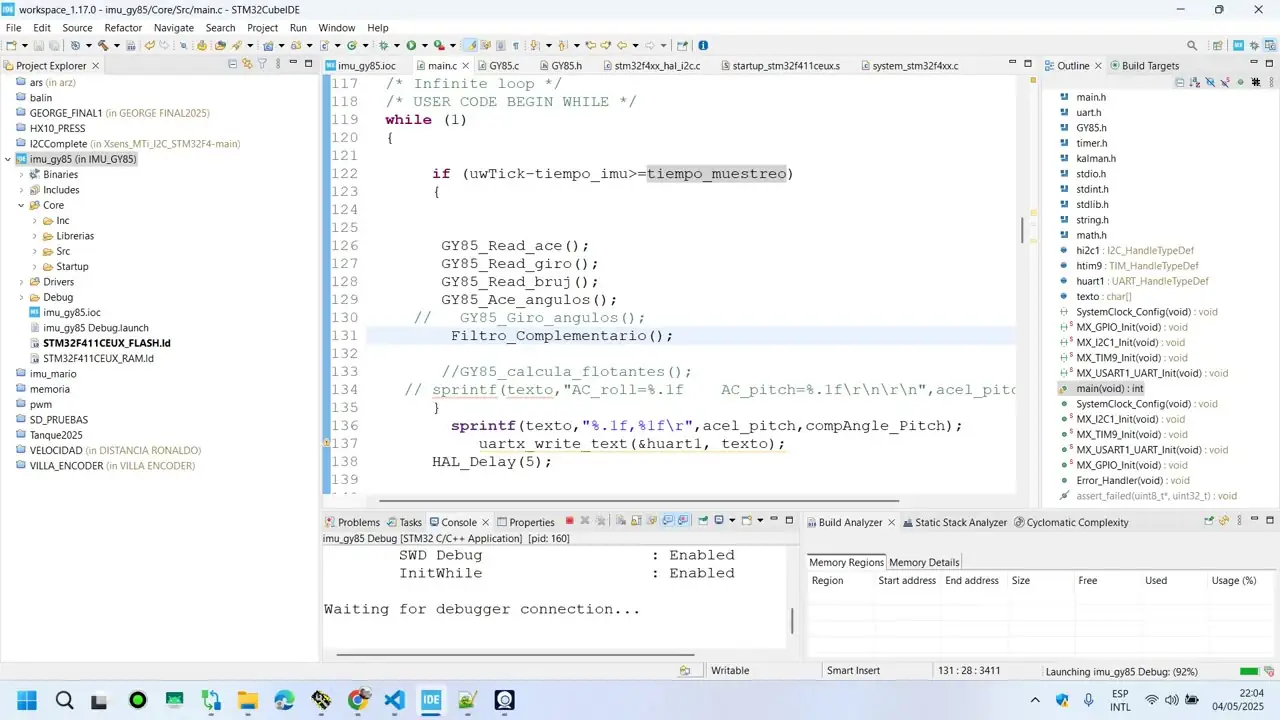 workspace_1.17.0 - imu_gy85/Core/Src/main.c - STM32CubeIDE
File Edit Source Refactor Navigate Search Project Run Window Help
Project Explorer
ars (in arz)
balin
GEORGE_FINAL1 (in GEORGE FINAL2025)
HX10_PRESS
I2CComplete (in Xsens_MTi_I2C_STM32F4-main)
imu_gy85 (in IMU_GY85)
Binaries
Includes
Core
Inc
Librerias
Src
Startup
Drivers
Debug
imu_gy85.ioc
imu_gy85 Debug.launch
STM32F411CEUX_FLASH.ld
STM32F411CEUX_RAM.ld
imu_mario
memoria
pwm
SD_PRUEBAS
Tanque2025
VELOCIDAD (in DISTANCIA RONALDO)
VILLA_ENCODER (in VILLA ENCODER)
imu_gy85.ioc main.c GY85.c GY85.h stm32f4xx_hal_i2c.c startup_stm32f411ceux.s system_stm32f4xx.c
117 /* Infinite loop */
118 /* USER CODE BEGIN WHILE */
119 while (1)
120 {
121
122 if (uwTick-tiempo_imu>=tiempo_muestreo)
123 {
124
125
126 GY85_Read_ace();
127 GY85_Read_giro();
128 GY85_Read_bruj();
129 GY85_Ace_angulos();
130 // GY85_Giro_angulos();
131 Filtro_Complementario();
132
133 //GY85_calcula_flotantes();
134 // sprintf(texto,"AC_roll=%.1f AC_pitch=%.1f\r\n\r\n",acel_pitc
135 }
136 sprintf(texto,"%.1f,%1f\r",acel_pitch,compAngle_Pitch);
137 uartx_write_text(&huart1, texto);
138 HAL_Delay(5);
139
Outline Build Targets
main.h
uart.h
GY85.h
timer.h
kalman.h
stdio.h
stdint.h
stdlib.h
string.h
math.h
hi2c1 : I2C_HandleTypeDef
htim9 : TIM_HandleTypeDef
huart1 : UART_HandleTypeDef
texto : char[]
SystemClock_Config(void) : void
MX_GPIO_Init(void) : void
MX_I2C1_Init(void) : void
MX_TIM9_Init(void) : void
MX_USART1_UART_Init(void) : void
main(void) : int
SystemClock_Config(void) : void
MX_I2C1_Init(void) : void
MX_TIM9_Init(void) : void
MX_USART1_UART_Init(void) : void
MX_GPIO_Init(void) : void
Error_Handler(void) : void
assert_failed(uint8_t*, uint32_t) : void
Problems Tasks Console Properties
imu_gy85 Debug [STM32 C/C++ Application] [pid: 160]
SWD Debug : Enabled
InitWhile : Enabled
Waiting for debugger connection...
Build Analyzer Static Stack Analyzer Cyclomatic Complexity
Memory Regions Memory Details
Region Start address End address Size Free Used Usage (%)
Writable Smart Insert 131 : 28 : 3411 Launching imu_gy85 Debug: (92%)
IDE
ESP
INTL
22:04
04/05/2025